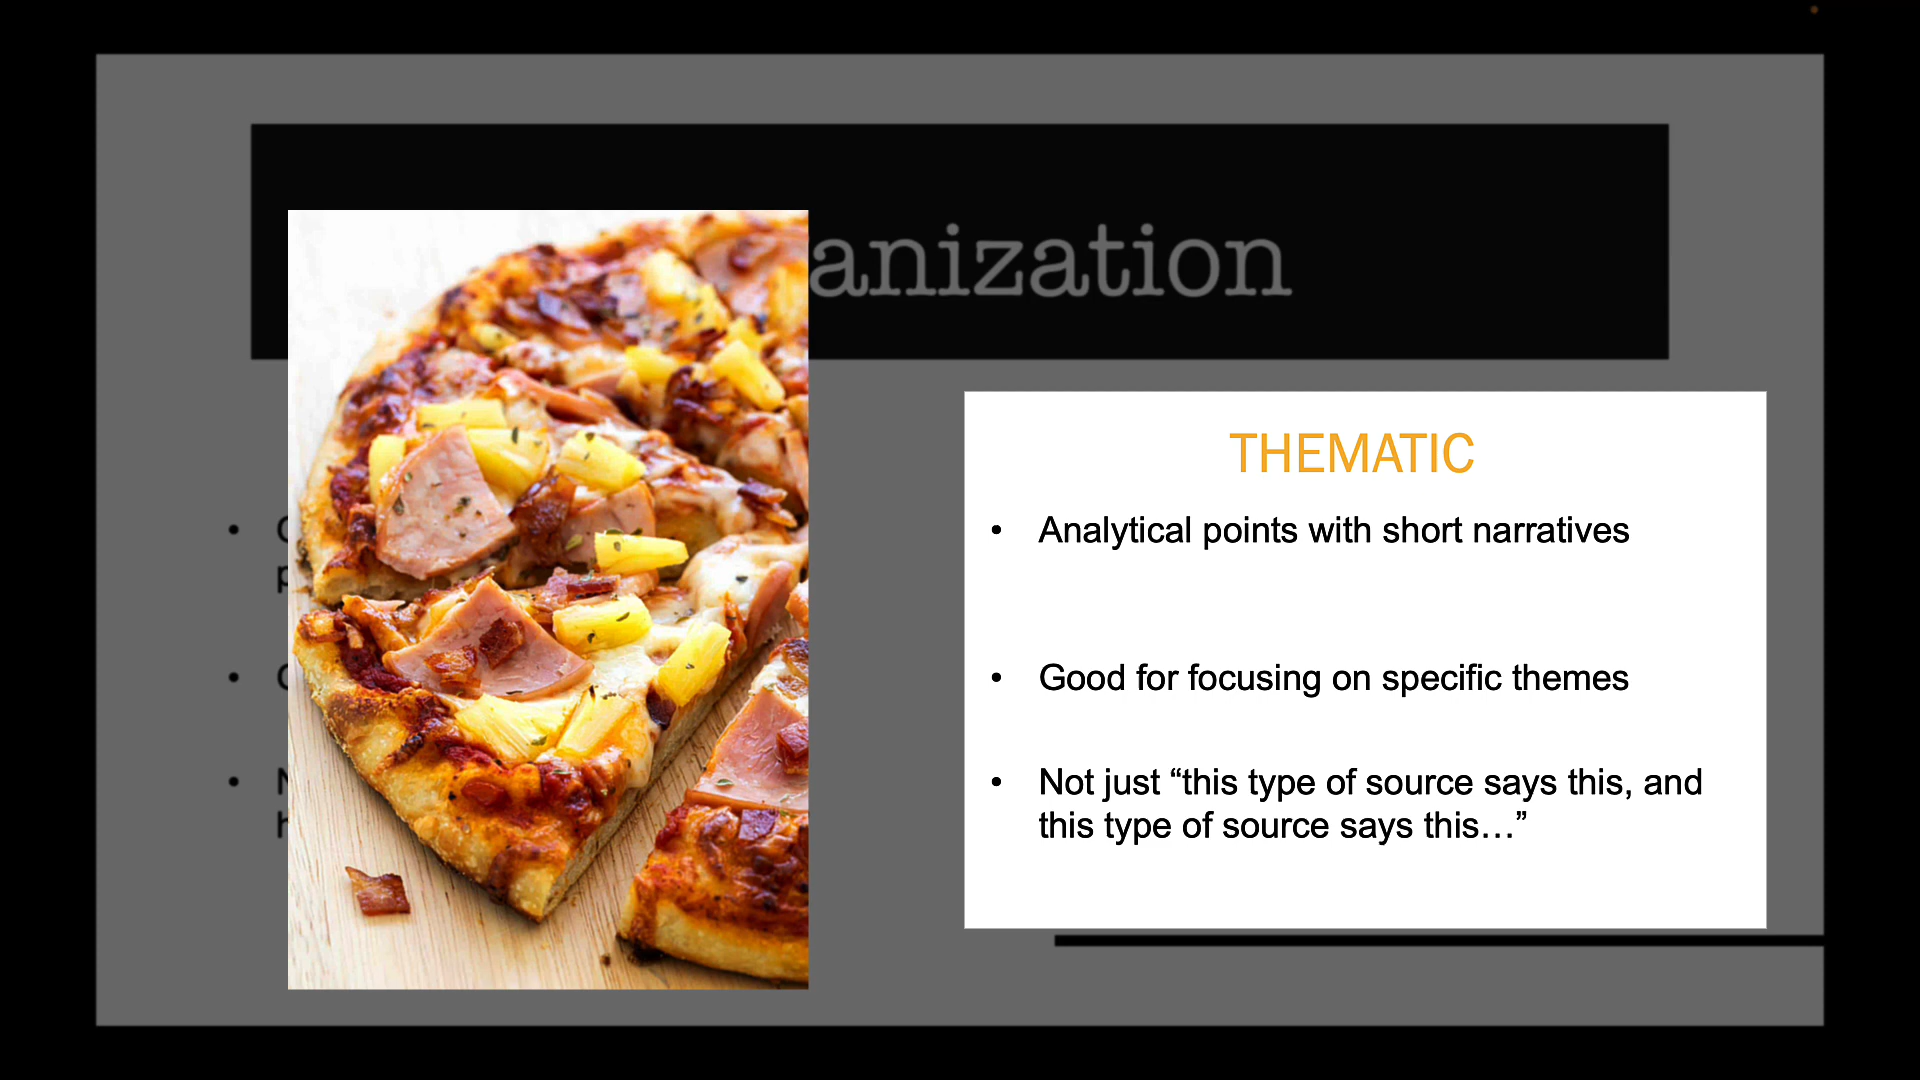 anization
THEMATIC
• Analytical points with short narratives
• Good for focusing on specific themes
• Not just “this type of source says this, and
this type of source says this…”